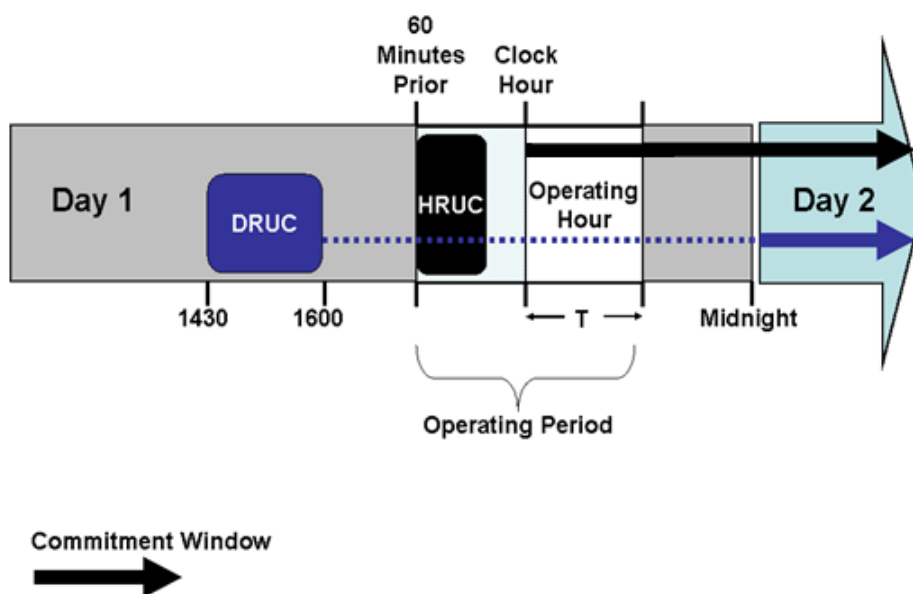 60
Minutes
Prior
Clock
Hour
Day 1
DRUC
HRUC
Operating
Hour
Day 2
1430
1600
T
Midnight
Operating Period
Commitment Window